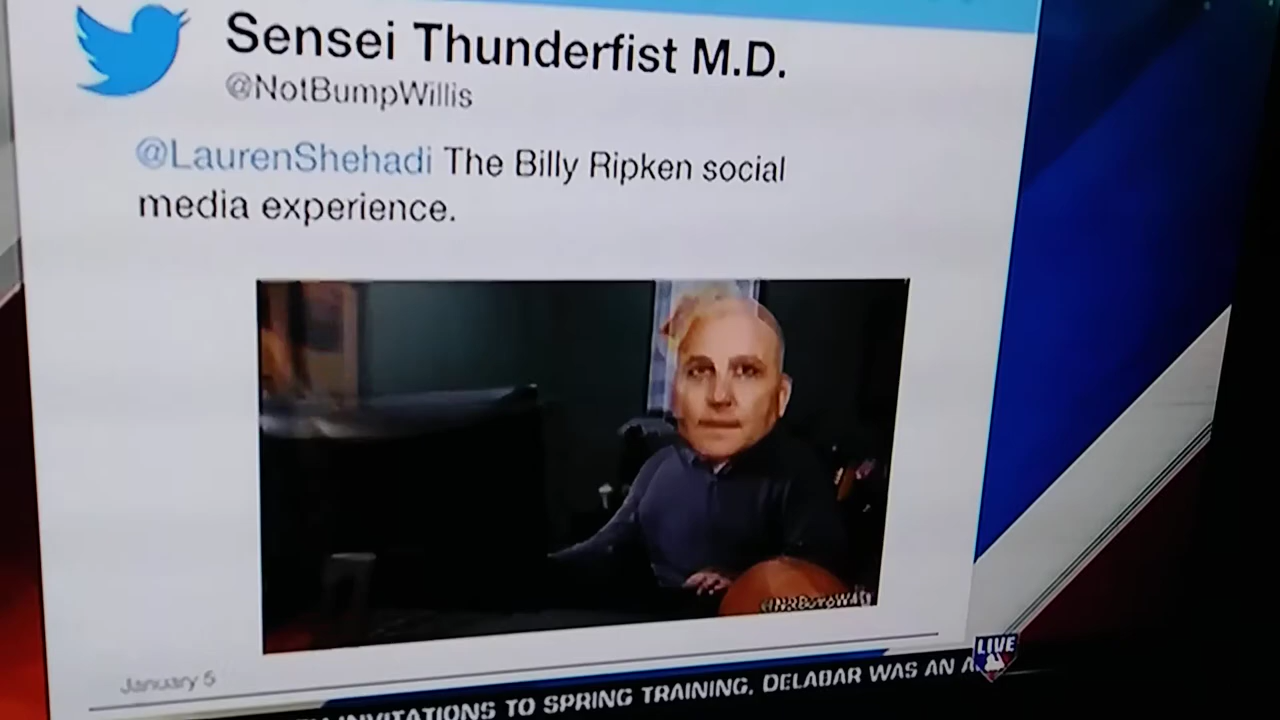 Sensei Thunderfist M.D.
@NotBumpWillis
@LaurenShehadi The Billy Ripken social
media experience.
January 5
LIVE
INVITATIONS TO SPRING TRAINING, DELABAR WAS AN A